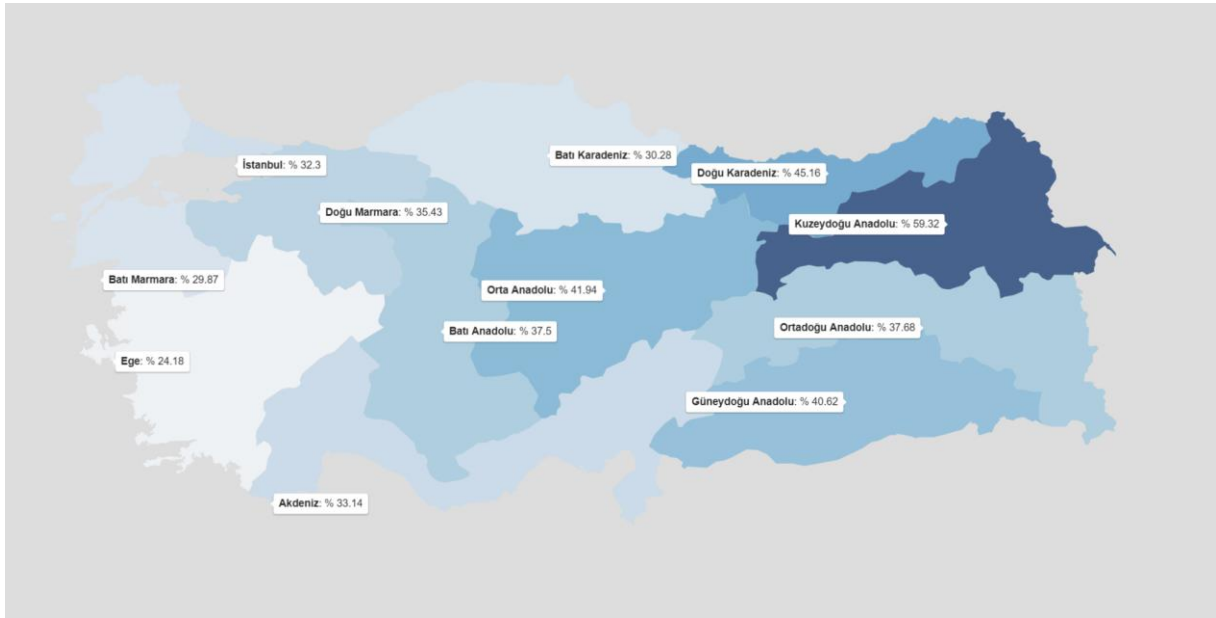 Batı Karadeniz: % 30.28
İstanbul: % 32.3
Doğu Karadeniz: % 45.16
Doğu Marmara: % 35.43
Kuzeydoğu Anadolu: % 59.32
Batı Marmara: % 29.87
Orta Anadolu: % 41.94
Batı Anadolu: % 37.5
Ortadoğu Anadolu: % 37.68
Ege: % 24.18
Güneydoğu Anadolu: % 40.62
Akdeniz: % 33.14